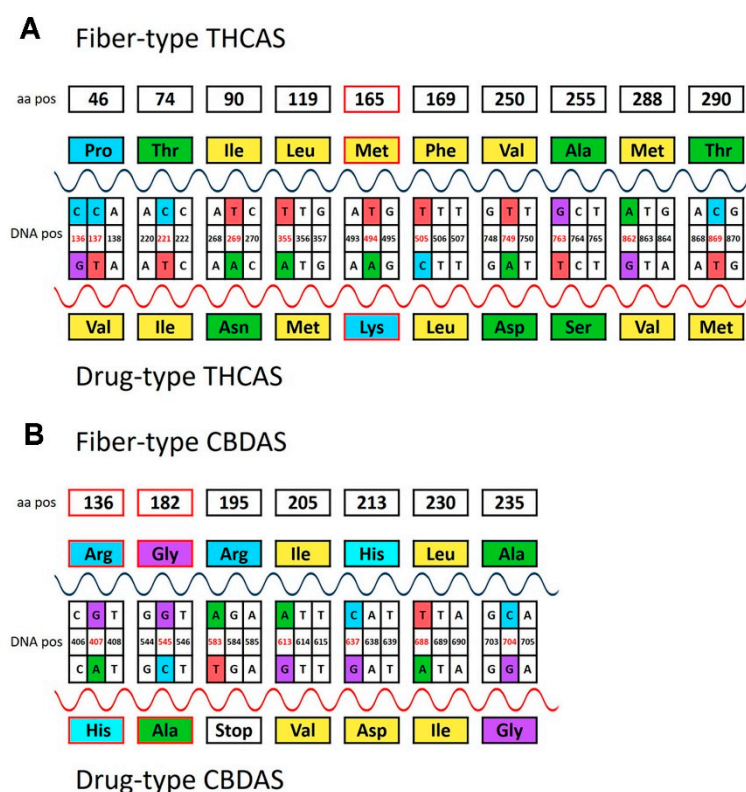 A Fiber-type THCAS
aa pos 46 74 90 119 165 169 250 255 288 290
Pro Thr Ile Leu Met Phe Val Ala Met Thr
C C A A C C A T C T T G A T G T T T G T T G C T A T G A C G
DNA pos 136 137 138 220 221 222 268 269 270 355 356 357 493 494 495 505 506 507 748 749 750 763 764 765 862 863 864 868 869 870
G T A A T C A A C A T G A A G C T T G A T T C T G T A A T G
Val Ile Asn Met Lys Leu Asp Ser Val Met
Drug-type THCAS
B Fiber-type CBDAS
aa pos 136 182 195 205 213 230 235
Arg Gly Arg Ile His Leu Ala
C G T G G T A G A A T T C A T T T A G C A
DNA pos 406 407 408 544 545 546 583 584 585 613 614 615 637 638 639 688 689 690 703 704 705
C A T G C T T G A G T T G A T A T A G G A
His Ala Stop Val Asp Ile Gly
Drug-type CBDAS